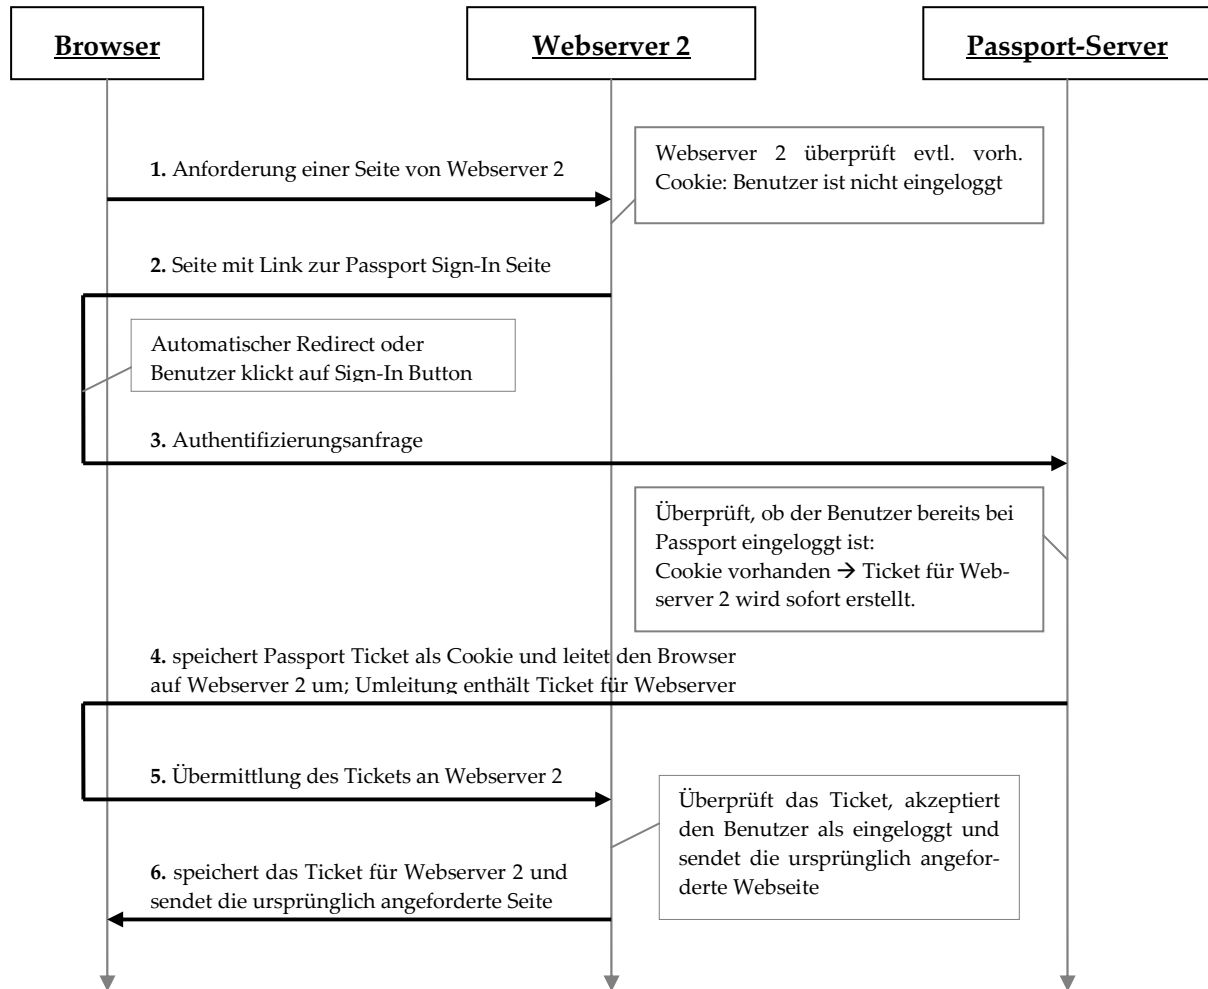 Browser
Webserver 2
Passport-Server
1. Anforderung einer Seite von Webserver 2
Webserver 2 überprüft evtl. vorh.
Cookie: Benutzer ist nicht eingeloggt
2. Seite mit Link zur Passport Sign-In Seite
Automatischer Redirect oder
Benutzer klickt auf Sign-In Button
3. Authentifizierungsanfrage
Überprüft, ob der Benutzer bereits bei
Passport eingeloggt ist:
Cookie vorhanden → Ticket für Web-
server 2 wird sofort erstellt.
4. speichert Passport Ticket als Cookie und leitet den Browser
auf Webserver 2 um; Umleitung enthält Ticket für Webserver
5. Übermittlung des Tickets an Webserver 2
Überprüft das Ticket, akzeptiert
den Benutzer als eingeloggt und
sendet die ursprünglich angefor-
derte Webseite
6. speichert das Ticket für Webserver 2 und
sendet die ursprünglich angeforderte Seite